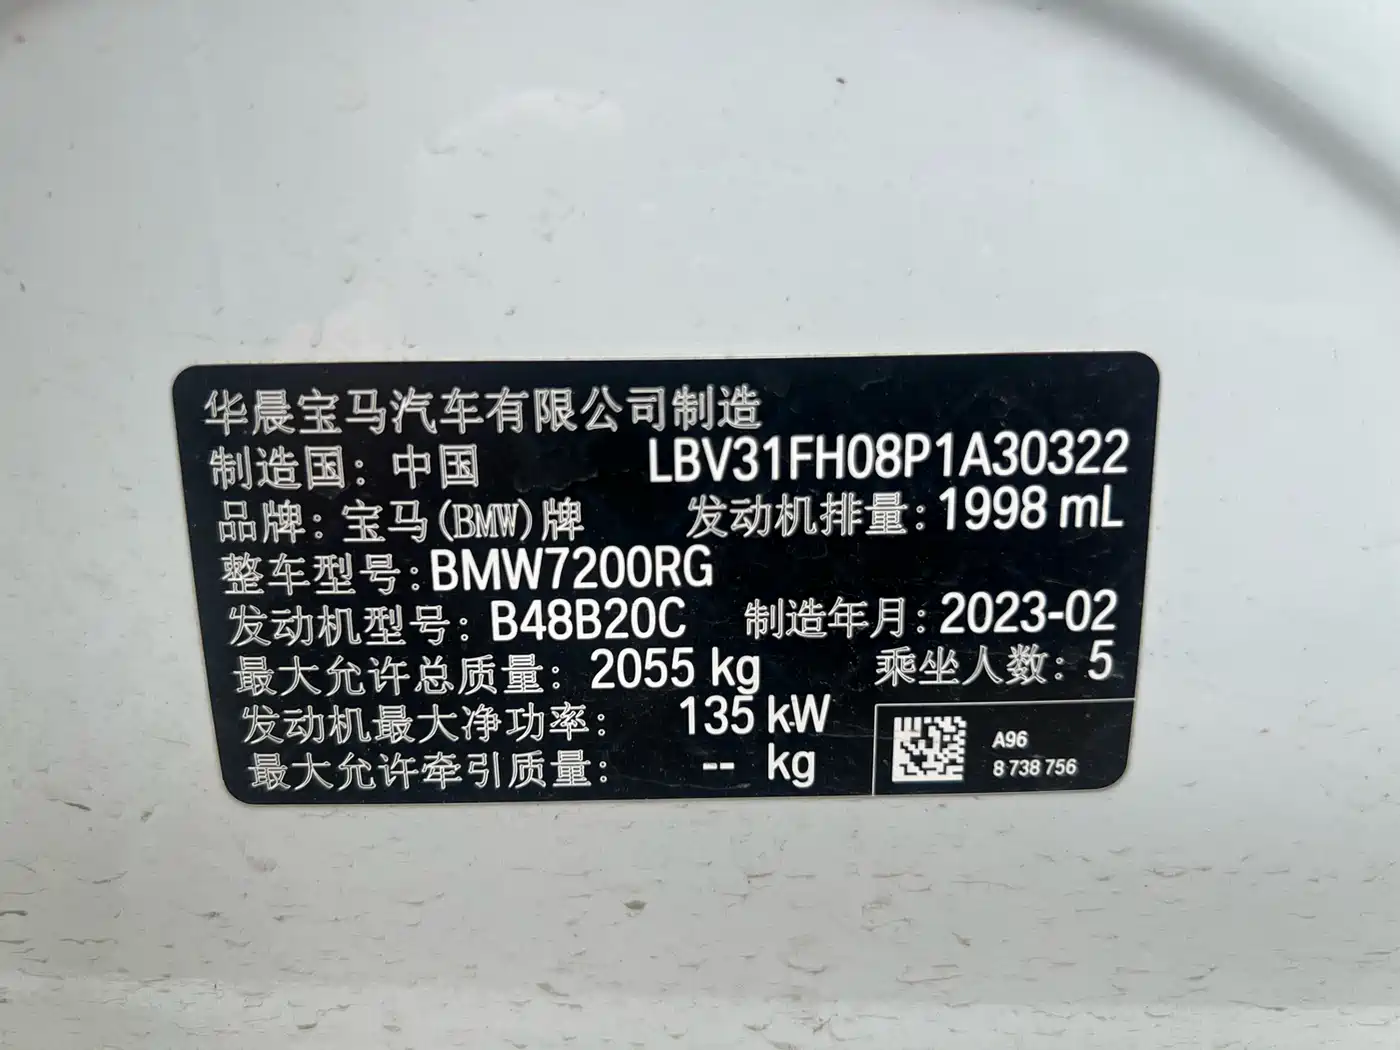 华晨宝马汽车有限公司制造
制造国：中国 LBV31FH08P1A30322
品牌：宝马(BMW)牌 发动机排量：1998 mL
整车型号:BMW7200RG
发动机型号：B48B20C 制造年月：2023-02
最大允许总质量：2055 kg 乘坐人数：5
发动机最大净功率： 135 kW
最大允许牵引质量： -- kg
A96
8 738 756